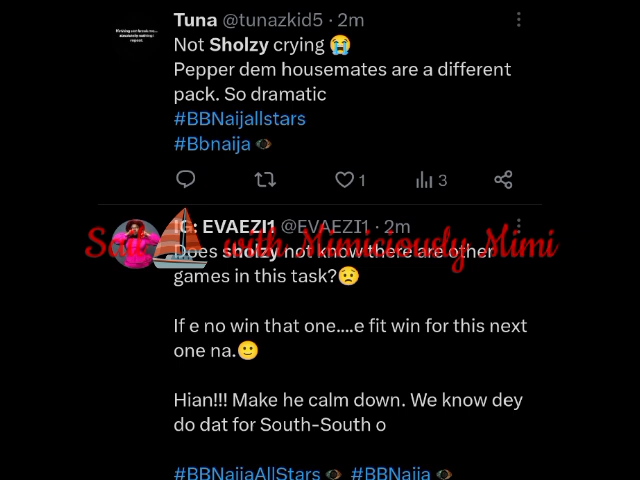 Tuna @tunazkid5 · 2m
Not Sholzy crying 😭
Pepper dem housemates are a different
pack. So dramatic
#BBNaijallstars
#Bbnaija
1
3
IG: EVAEZI1 @EVAEZI1 · 2m
Sail with Mimiciously Mimi
Does sholzy not know there are other
games in this task?😟
If e no win that one....e fit win for this next
one na.🙂
Hian!!! Make he calm down. We know dey
do dat for South-South o
#BBNaijaAllStars #BBNaija